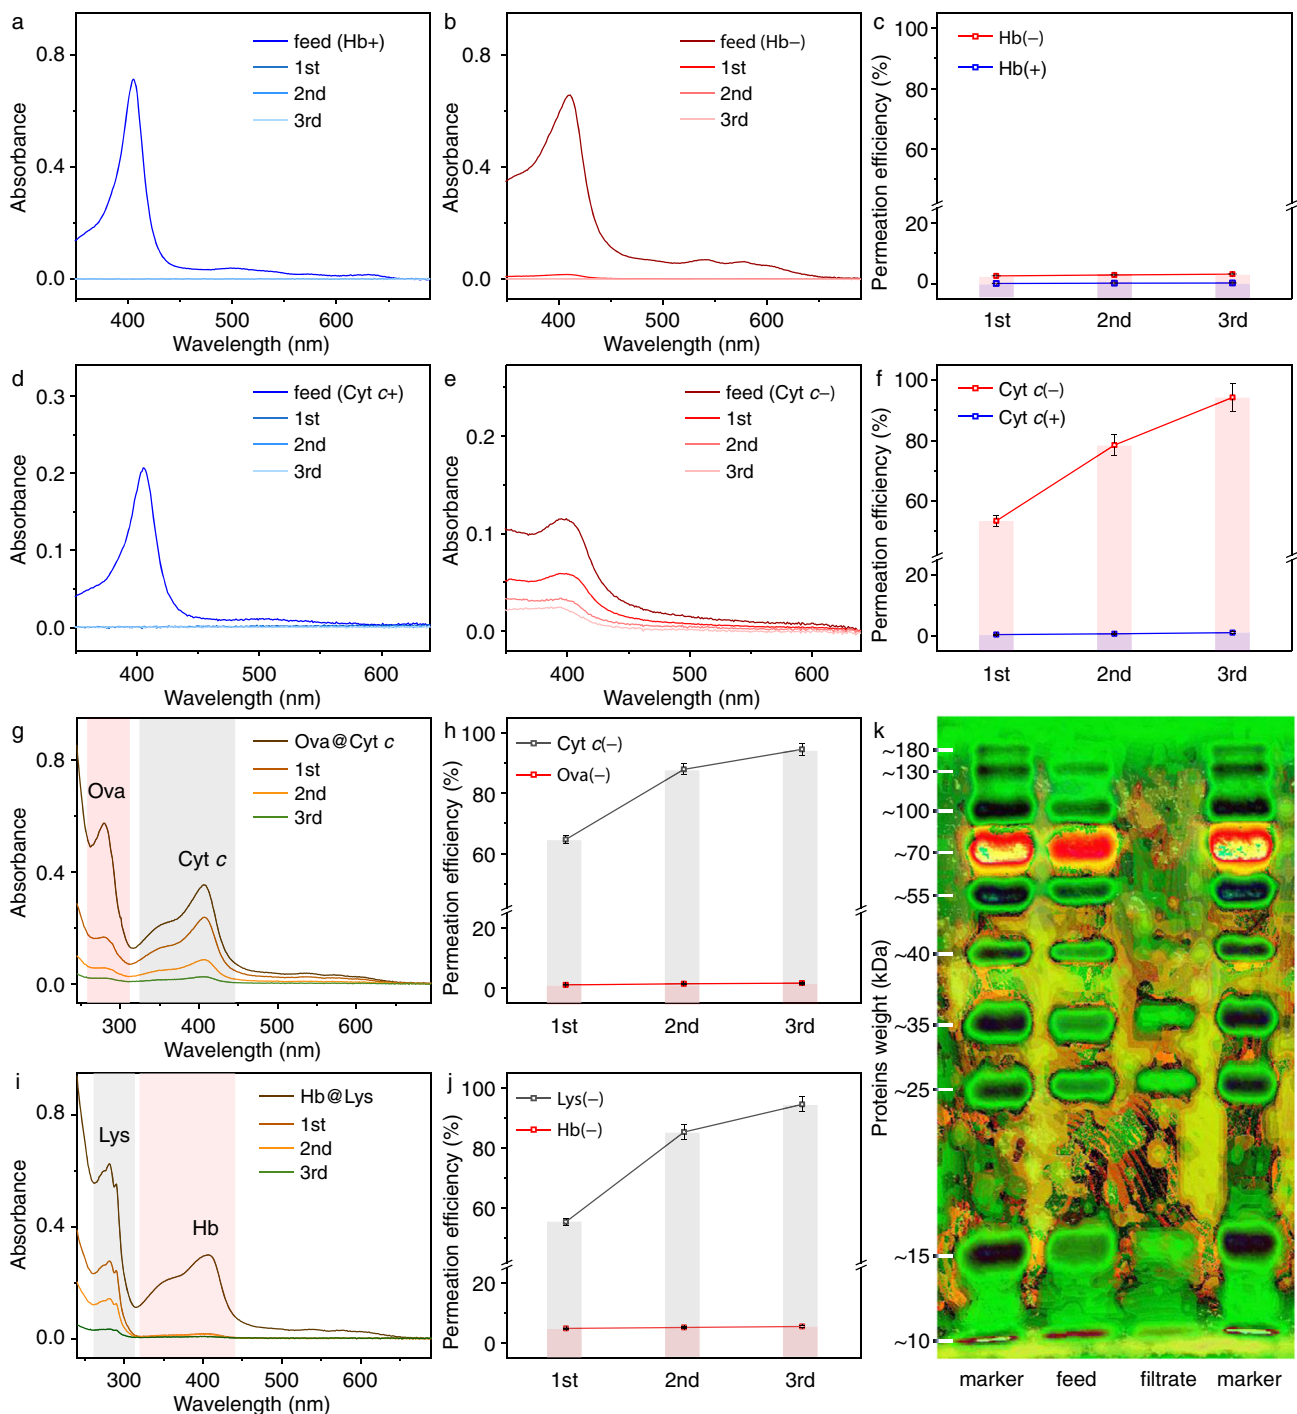 a
0.8
0.4
0.0
Absorbance
feed (Hb+)
1st
2nd
3rd
400
500
600
Wavelength (nm)
b
0.8
0.4
0.0
Absorbance
feed (Hb−)
1st
2nd
3rd
400
500
600
Wavelength (nm)
c
100
80
60
20
0
Permeation efficiency (%)
Hb(−)
Hb(+)
1st
2nd
3rd
d
0.3
0.2
0.1
0.0
Absorbance
feed (Cyt c+)
1st
2nd
3rd
400
500
600
Wavelength (nm)
e
0.2
0.1
0.0
Absorbance
feed (Cyt c−)
1st
2nd
3rd
400
500
600
Wavelength (nm)
f
100
80
60
20
0
Permeation efficiency (%)
Cyt c(−)
Cyt c(+)
1st
2nd
3rd
g
0.8
0.4
0.0
Absorbance
Ova
Cyt c
Ova@Cyt c
1st
2nd
3rd
300
400
500
600
Wavelength (nm)
h
100
80
60
20
0
Permeation efficiency (%)
Cyt c(−)
Ova(−)
1st
2nd
3rd
i
0.8
0.4
0.0
Absorbance
Lys
Hb
Hb@Lys
1st
2nd
3rd
300
400
500
600
Wavelength (nm)
j
100
80
60
20
0
Permeation efficiency (%)
Lys(−)
Hb(−)
1st
2nd
3rd
k
~180
~130
~100
~70
~55
~40
~35
~25
~15
~10
Proteins weight (kDa)
marker
feed
filtrate
marker